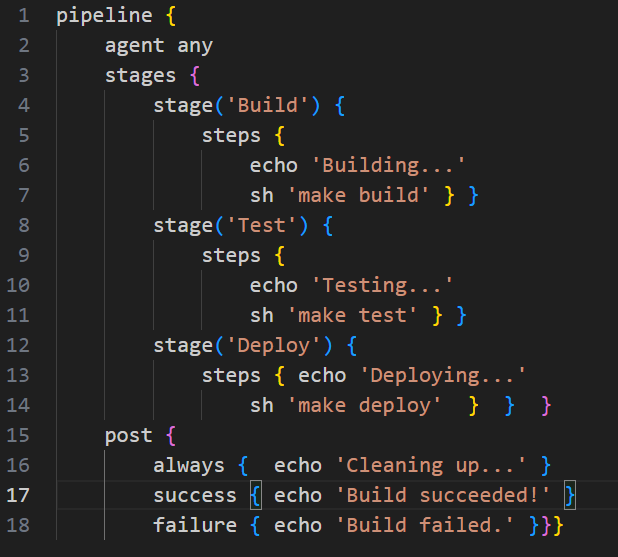 1 pipeline {
2     agent any
3     stages {
4         stage('Build') {
5             steps {
6                 echo 'Building...'
7                 sh 'make build' } }
8         stage('Test') {
9             steps {
10                 echo 'Testing...'
11                 sh 'make test' } }
12         stage('Deploy') {
13             steps { echo 'Deploying...'
14                 sh 'make deploy'  }  }  }
15     post {
16         always {  echo 'Cleaning up...' }
17         success { echo 'Build succeeded!' }
18         failure { echo 'Build failed.' }}}